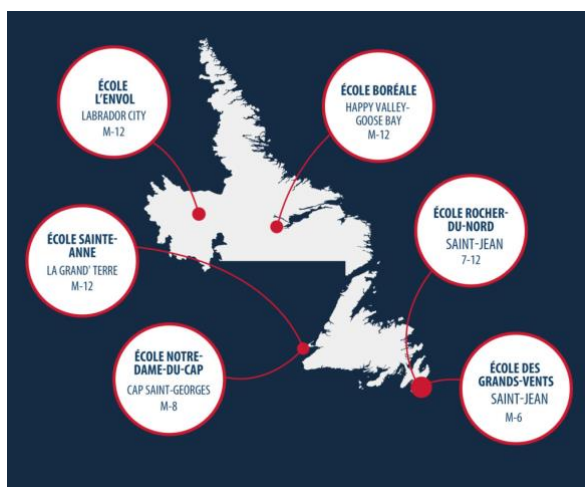 ÉCOLE
L'ENVOL
LABRADOR CITY
M-12
ÉCOLE BORÉALE
HAPPY VALLEY-
GOOSE BAY
M-12
ÉCOLE SAINTE-
ANNE
LA GRAND' TERRE
M-12
ÉCOLE ROCHER-
DU-NORD
SAINT-JEAN
7-12
ÉCOLE NOTRE-
DAME-DU-CAP
CAP SAINT-GEORGES
M-8
ÉCOLE DES
GRANDS-VENTS
SAINT-JEAN
M-6